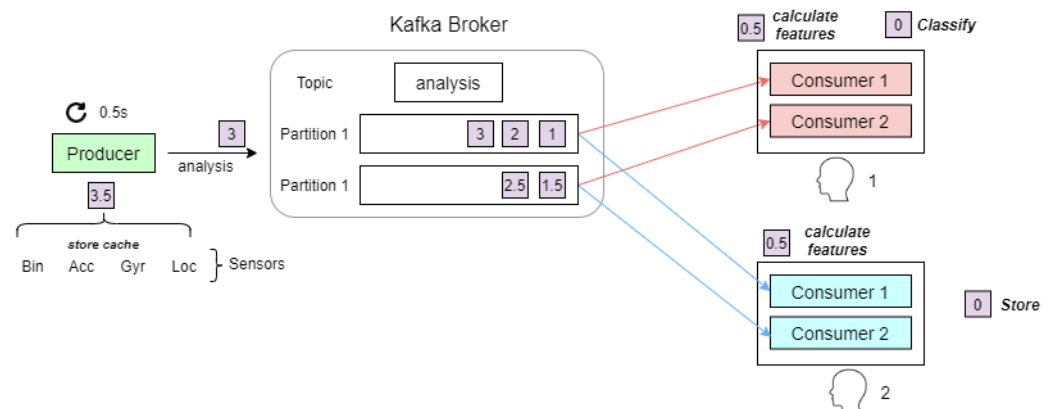 Kafka Broker
Topic
analysis
0.5s
Producer
3
analysis
3.5
store cache
Bin Acc Gyr Loc
Sensors
Partition 1
3 2 1
Partition 1
2.5 1.5
0.5
calculate
features
0
Classify
Consumer 1
Consumer 2
1
0.5
calculate
features
Consumer 1
Consumer 2
0
Store
2